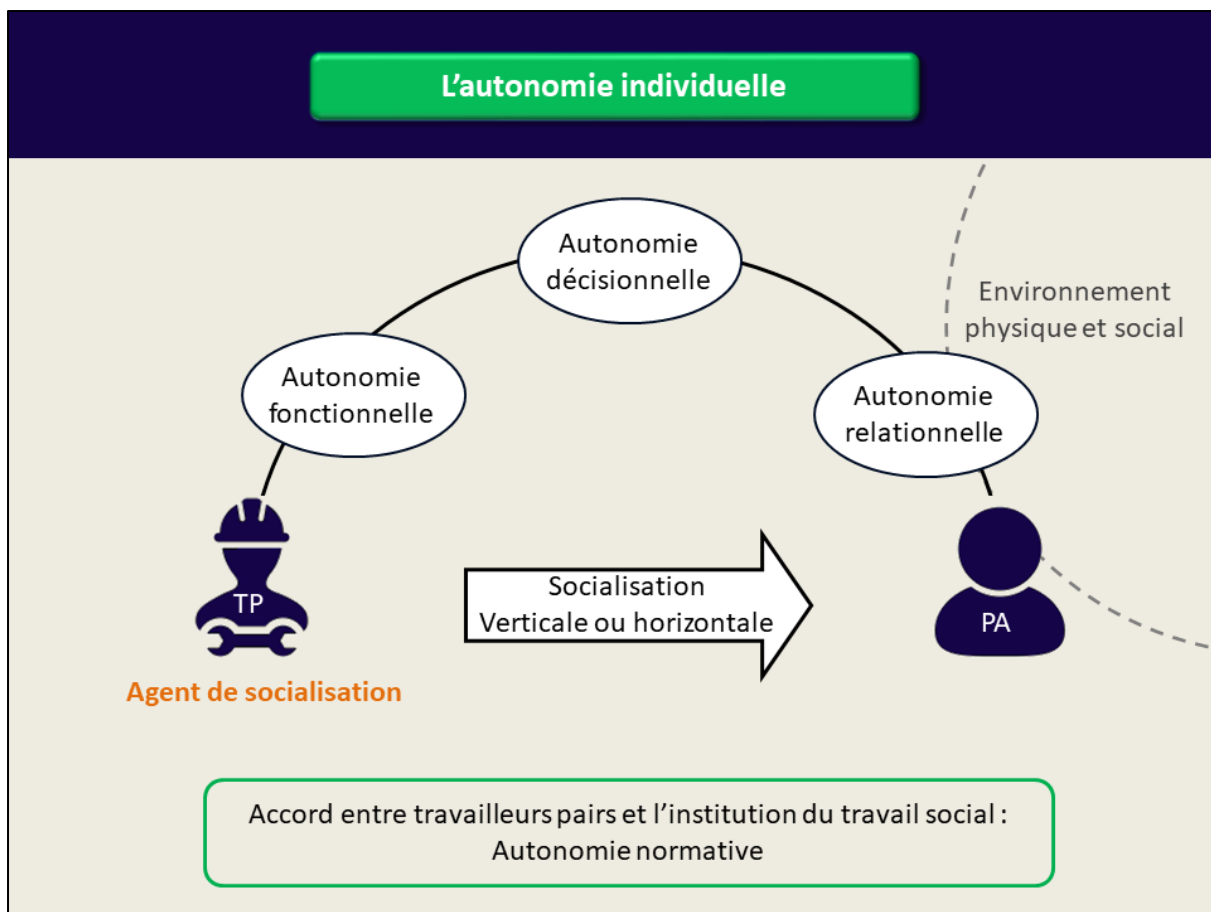 L’autonomie individuelle
Autonomie
décisionnelle
Environnement
physique et social
Autonomie
fonctionnelle
Autonomie
relationnelle
TP
Socialisation
Verticale ou horizontale
PA
Agent de socialisation
Accord entre travailleurs pairs et l’institution du travail social :
Autonomie normative